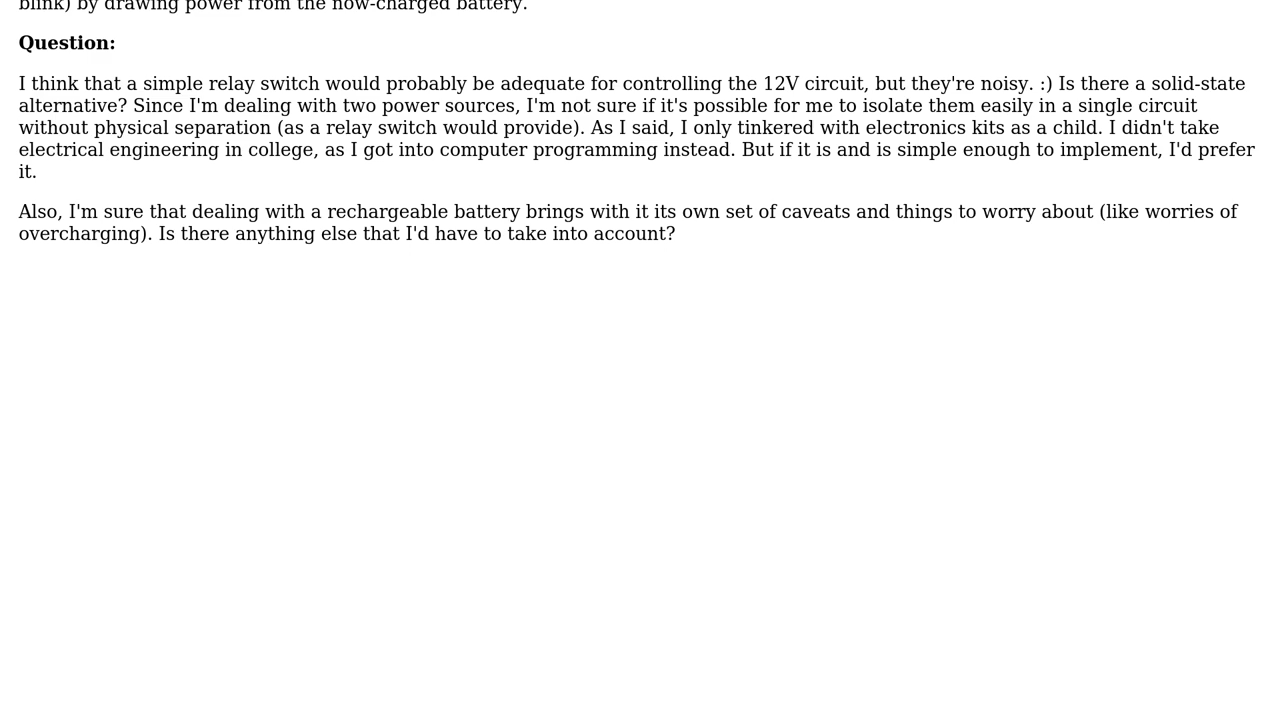 blink) by drawing power from the now-charged battery.
Question:
I think that a simple relay switch would probably be adequate for controlling the 12V circuit, but they're noisy. :) Is there a solid-state
alternative? Since I'm dealing with two power sources, I'm not sure if it's possible for me to isolate them easily in a single circuit
without physical separation (as a relay switch would provide). As I said, I only tinkered with electronics kits as a child. I didn't take
electrical engineering in college, as I got into computer programming instead. But if it is and is simple enough to implement, I'd prefer
it.
Also, I'm sure that dealing with a rechargeable battery brings with it its own set of caveats and things to worry about (like worries of
overcharging). Is there anything else that I'd have to take into account?